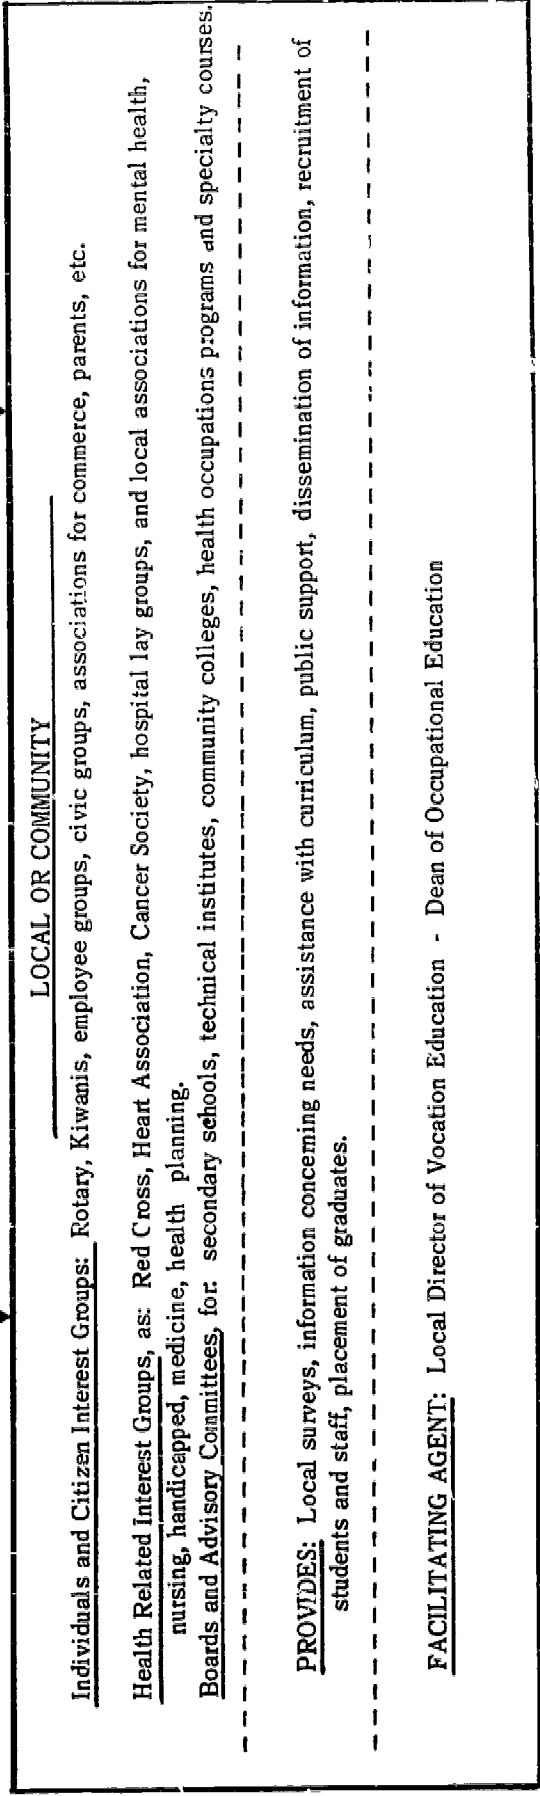 LOCAL OR COMMUNITY
Individuals and Citizen Interest Groups: Rotary, Kiwanis, employee groups, civic groups, associations for commerce, parents, etc.
Health Related Interest Groups, as: Red Cross, Heart Association, Cancer Society, hospital lay groups, and local associations for mental health,
nursing, handicapped, medicine, health planning.
Boards and Advisory Committees, for: secondary schools, technical institutes, community colleges, health occupations programs and specialty courses.
PROVIDES: Local surveys, information concerning needs, assistance with curriculum, public support, dissemination of information, recruitment of
students and staff, placement of graduates.
FACILITATING AGENT: Local Director of Vocation Education - Dean of Occupational Education